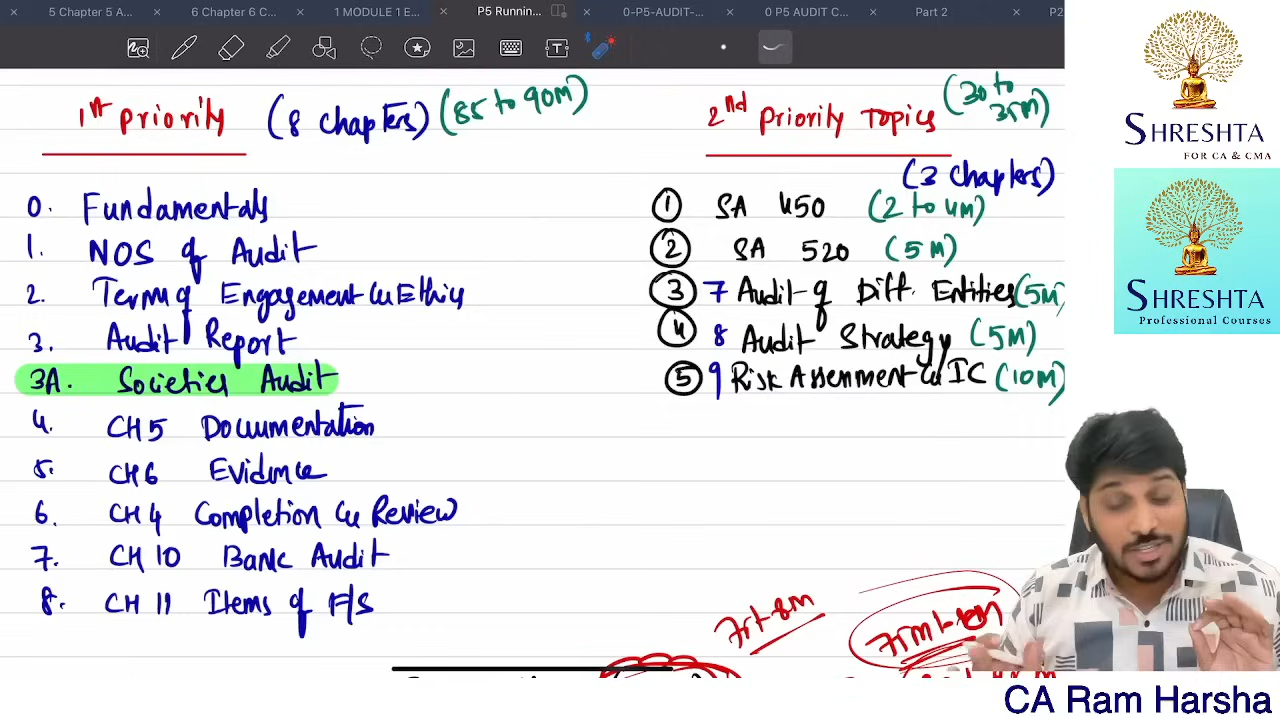 5 Chapter 5 A...
6 Chapter 6 C...
1 MODULE 1 E...
P5 Runnin...
0-P5-AUDIT-...
0 P5 AUDIT C...
Part 2
P2
1st Priority (8 chapters) (85 to 90M)
0. Fundamentals
1. NOS of Audit
2. Terms of Engagement & Ethics
3. Audit Report
3A. Societies Audit
4. CH 5 Documentation
5. CH 6 Evidence
6. CH 4 Completion & Review
7. CH 10 Bank Audit
8. CH 11 Items of F/S
2nd Priority Topics (30 to 35M)
(3 chapters)
1 SA 450 (2 to 4M)
2 SA 520 (5M)
3 7 Audit of Diff. Entities (5M)
4 8 Audit Strategy (5M)
5 9 Risk Assessment & IC (10M)
SHRESHTA
FOR CA & CMA
SHRESHTA
Professional Courses
CA Ram Harsha